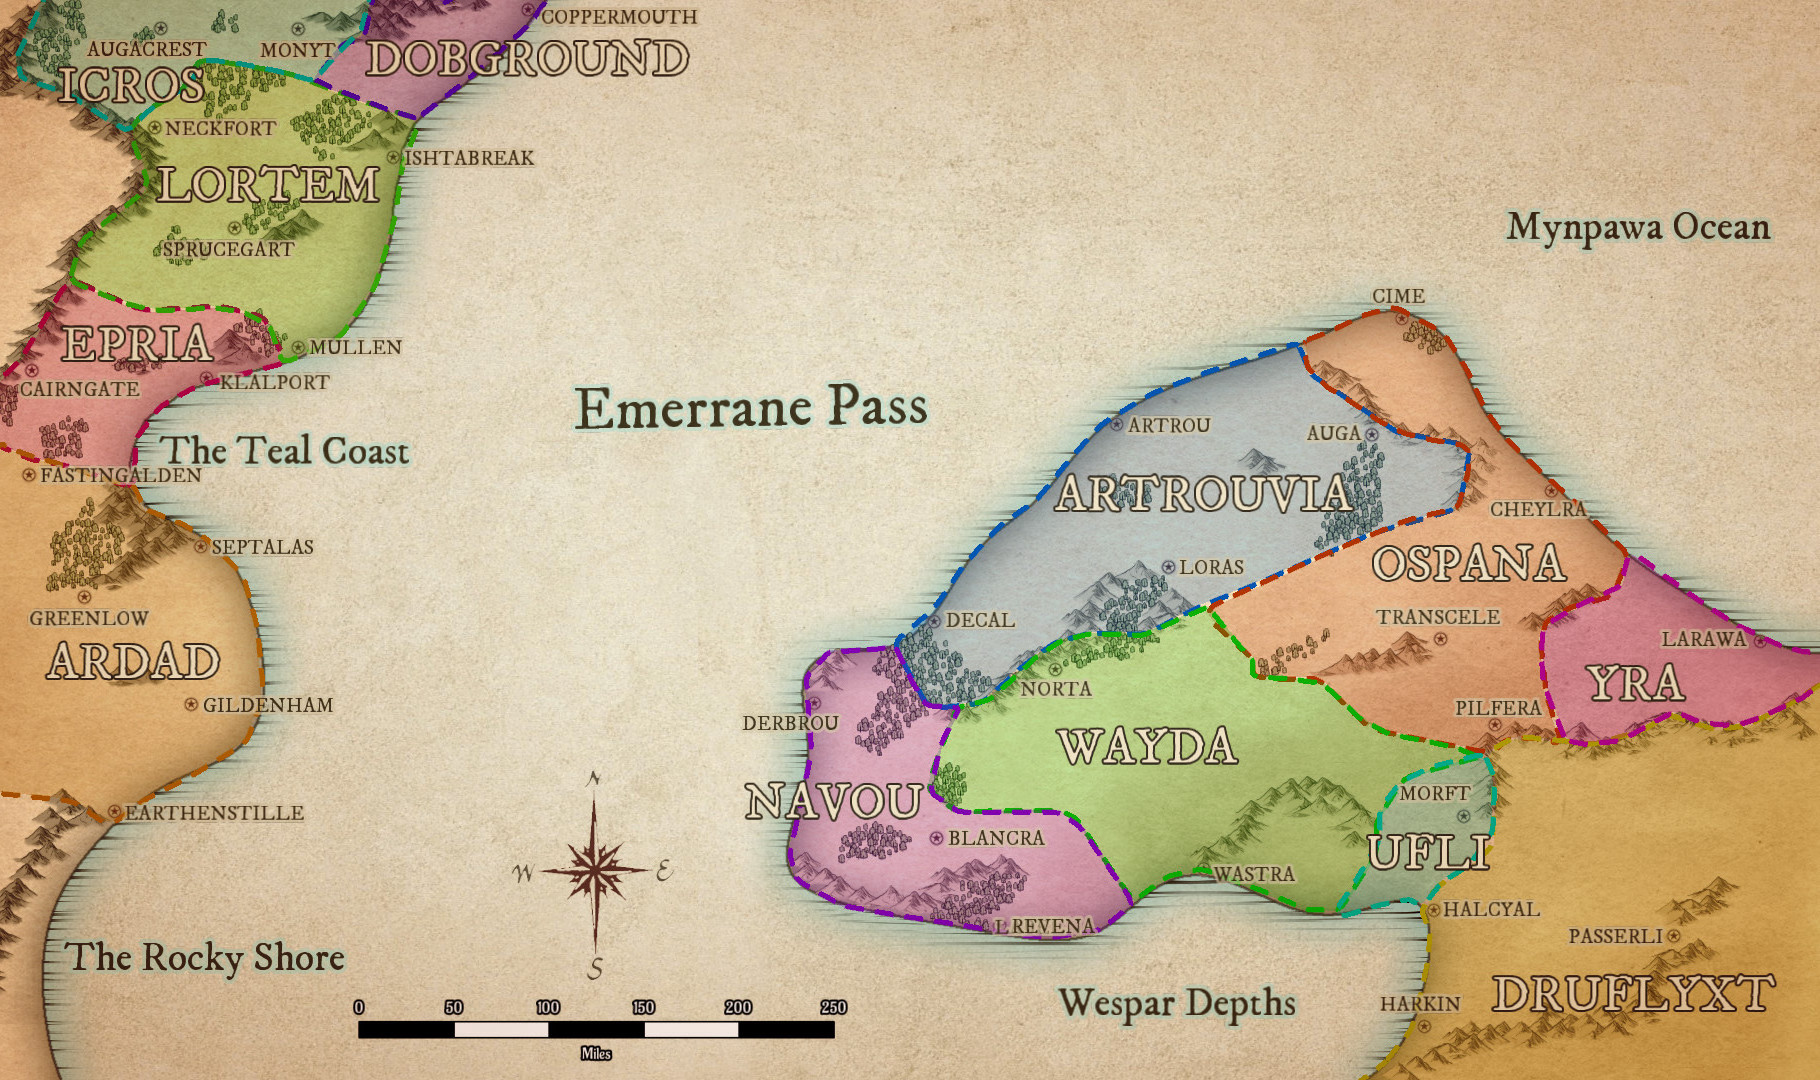 COPPERMOUTH
AUGACREST
MONYT
DOBGROUND
ICROS
NECKFORT
ISHTABREAK
LORTEM
Mynpawa Ocean
SPRUCEGART
CIME
EPRIA
MULLEN
CAIRNGATE
KLALPORT
Emerrane Pass
ARTROU
AUGA
The Teal Coast
FASTINGALDEN
ARTROUVIA
CHEYLRA
SEPTALAS
OSPANA
LORAS
GREENLOW
DECAL
TRANSCELE
LARAWA
ARDAD
NORTA
YRA
GILDENHAM
DERBROU
PILFERA
WAYDA
N
MORFT
NAVOU
EARTHENSTILLE
BLANCRA
UFLI
W
E
WASTRA
HALCYAL
LREVENA
PASSERLI
The Rocky Shore
S
DRUFLYXT
Wespar Depths
HARKIN
0 50 100 150 200 250
Miles